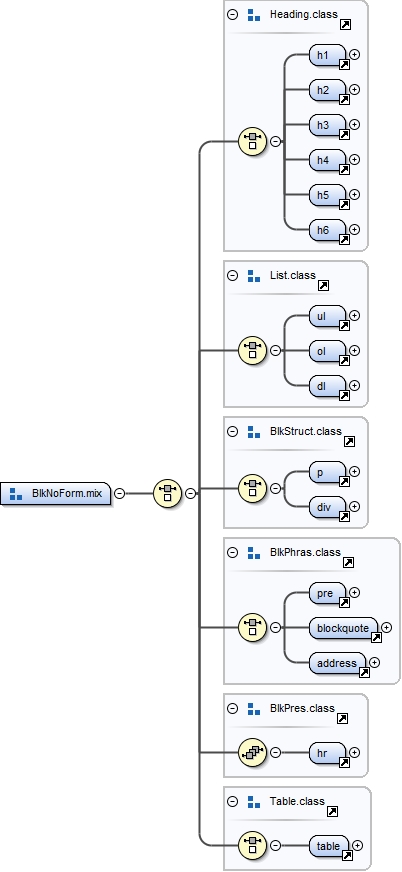 Heading.class
h1
h2
h3
h4
h5
h6
List.class
ul
ol
dl
BlkStruct.class
p
div
BlkNoForm.mix
BlkPhras.class
pre
blockquote
address
BlkPres.class
hr
Table.class
table